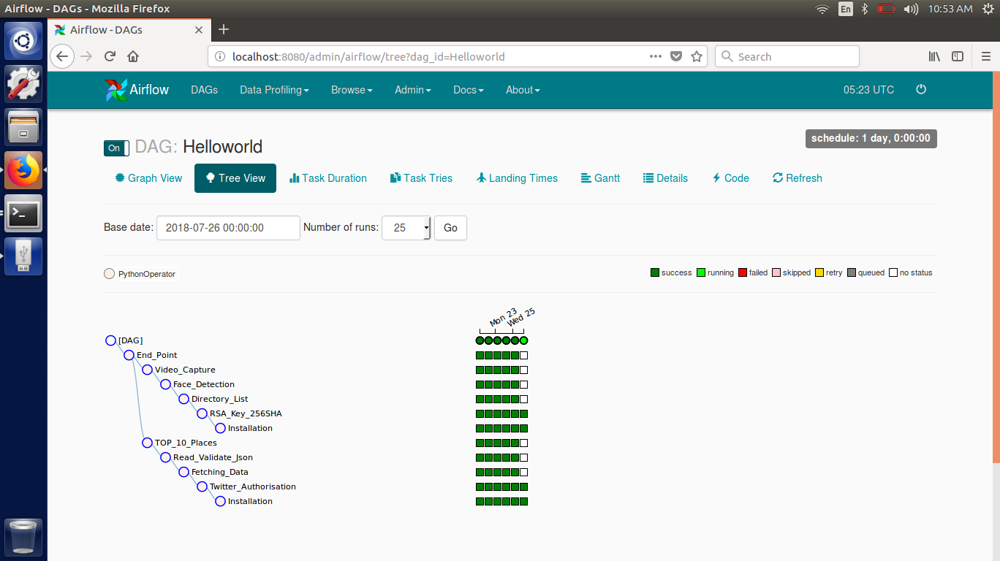 Airflow - DAGs - Mozilla Firefox
En
10:53 AM
Airflow - DAGs
localhost:8080/admin/airflow/tree?dag_id=Helloworld
Search
Airflow DAGs Data Profiling Browse Admin Docs About 05:23 UTC
On DAG: Helloworld
schedule: 1 day, 0:00:00
Graph View Tree View Task Duration Task Tries Landing Times Gantt Details Code Refresh
Base date: 2018-07-26 00:00:00 Number of runs: 25 Go
PythonOperator
success running failed skipped retry queued no status
Mon 23 Wed 25
[DAG]
End_Point
Video_Capture
Face_Detection
Directory_List
RSA_Key_256SHA
Installation
TOP_10_Places
Read_Validate_Json
Fetching_Data
Twitter_Authorisation
Installation